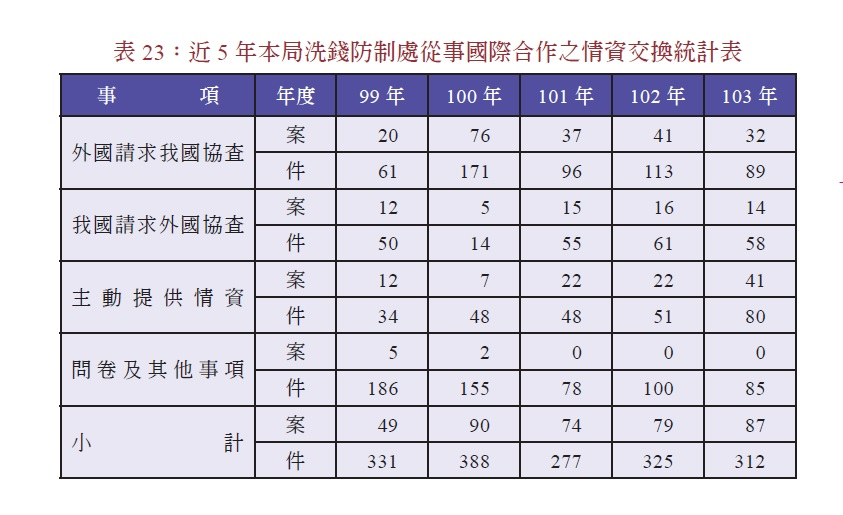 表 23：近 5 年本局洗錢防制處從事國際合作之情資交換統計表
事項 年度 99 年 100 年 101 年 102 年 103 年
外國請求我國協查 案 20 76 37 41 32
件 61 171 96 113 89
我國請求外國協查 案 12 5 15 16 14
件 50 14 55 61 58
主動提供情資 案 12 7 22 22 41
件 34 48 48 51 80
問卷及其他事項 案 5 2 0 0 0
件 186 155 78 100 85
小計 案 49 90 74 79 87
件 331 388 277 325 312